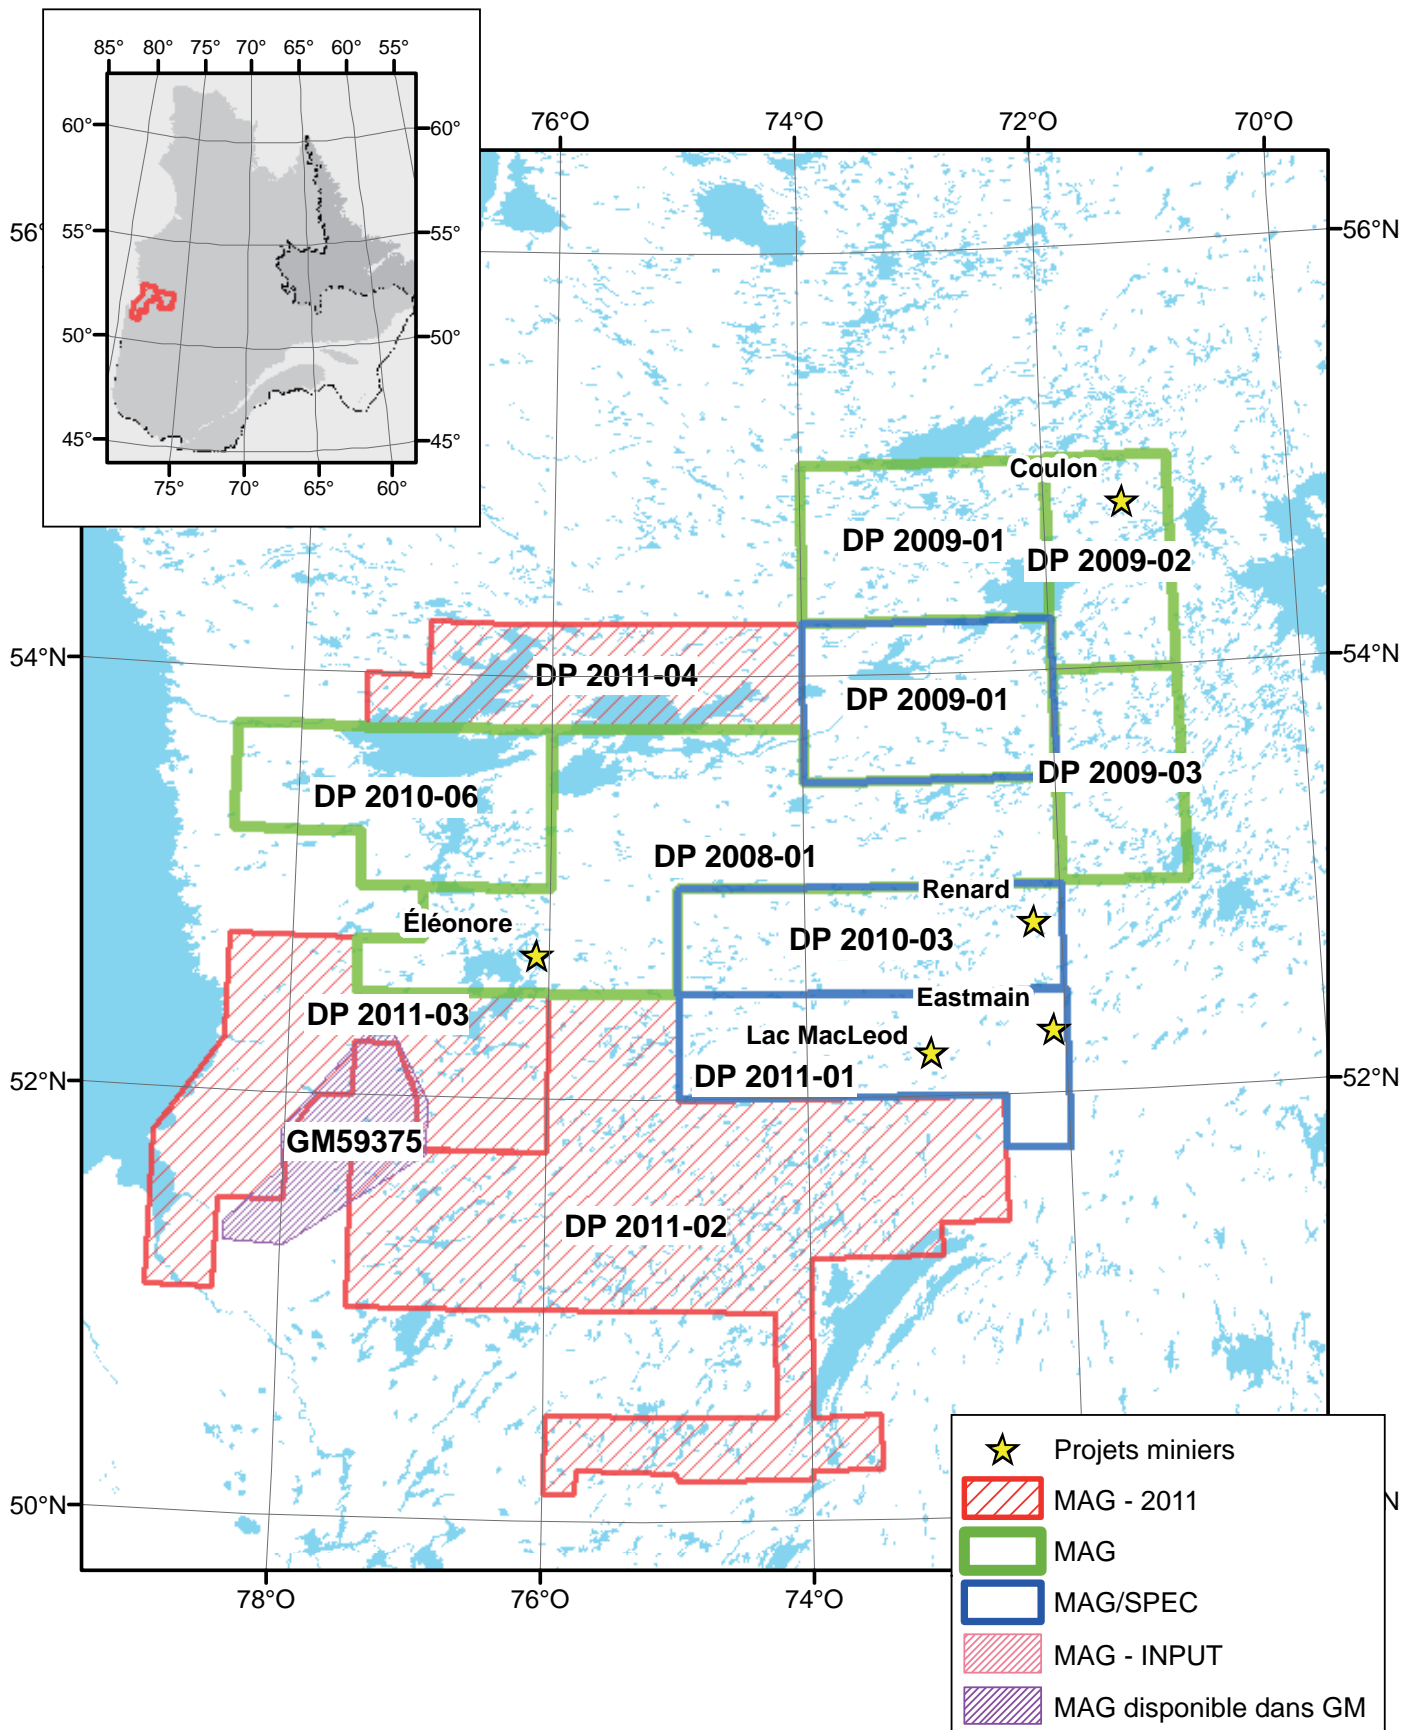 85° 80° 75° 70° 65° 60° 55°
60° 60°
55° 55°
50° 50°
45° 45°
75° 70° 65° 60°
76°O 74°O 72°O 70°O
56° 56°N
Coulon
DP 2009-01
DP 2009-02
54°N 54°N
DP 2011-04
DP 2009-01
DP 2009-03
DP 2010-06
DP 2008-01
Renard
Éléonore
DP 2010-03
Eastmain
DP 2011-03
Lac MacLeod
52°N 52°N
DP 2011-01
GM59375
DP 2011-02
50°N N
78°O 76°O 74°O
Projets miniers
MAG - 2011
MAG
MAG/SPEC
MAG - INPUT
MAG disponible dans GM